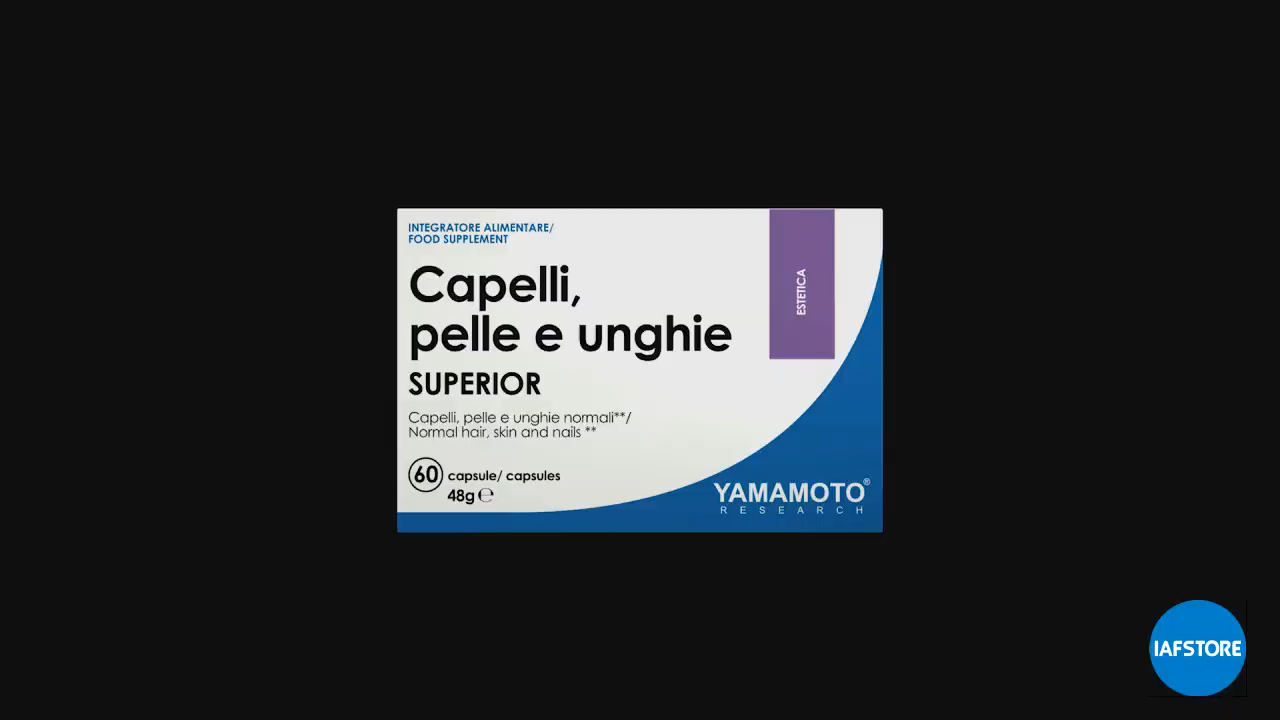 INTEGRATORE ALIMENTARE/
FOOD SUPPLEMENT
Capelli,
pelle e unghie
SUPERIOR
Capelli, pelle e unghie normali**/
Normal hair, skin and nails **
60 capsule/ capsules
48g ℮
ESTETICA
YAMAMOTO®
RESEARCH
IAFSTORE